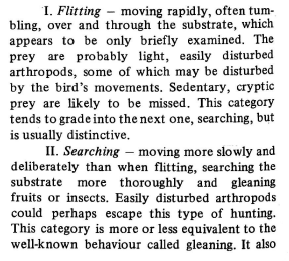 I. Flitting – moving rapidly, often tum-
bling, over and through the substrate, which
appears to be only briefly examined. The
prey are probably light, easily disturbed
arthropods, some of which may be disturbed
by the bird's movements. Sedentary, cryptic
prey are likely to be missed. This category
tends to grade into the next one, searching, but
is usually distinctive.
II. Searching – moving more slowly and
deliberately than when flitting, searching the
substrate more thoroughly and gleaning
fruits or insects. Easily disturbed arthropods
could perhaps escape this type of hunting.
This category is more or less equivalent to the
well-known behaviour called gleaning. It also